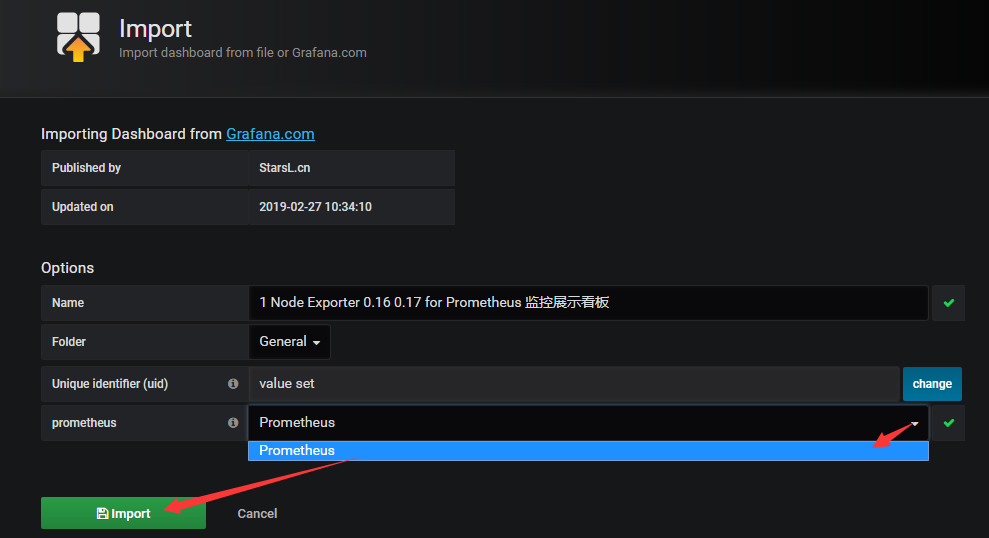 Import
Import dashboard from file or Grafana.com
Importing Dashboard from Grafana.com
Published by StarsL.cn
Updated on 2019-02-27 10:34:10
Options
Name 1 Node Exporter 0.16 0.17 for Prometheus 监控展示看板
Folder General
Unique identifier (uid) value set change
prometheus Prometheus
Prometheus
Import Cancel